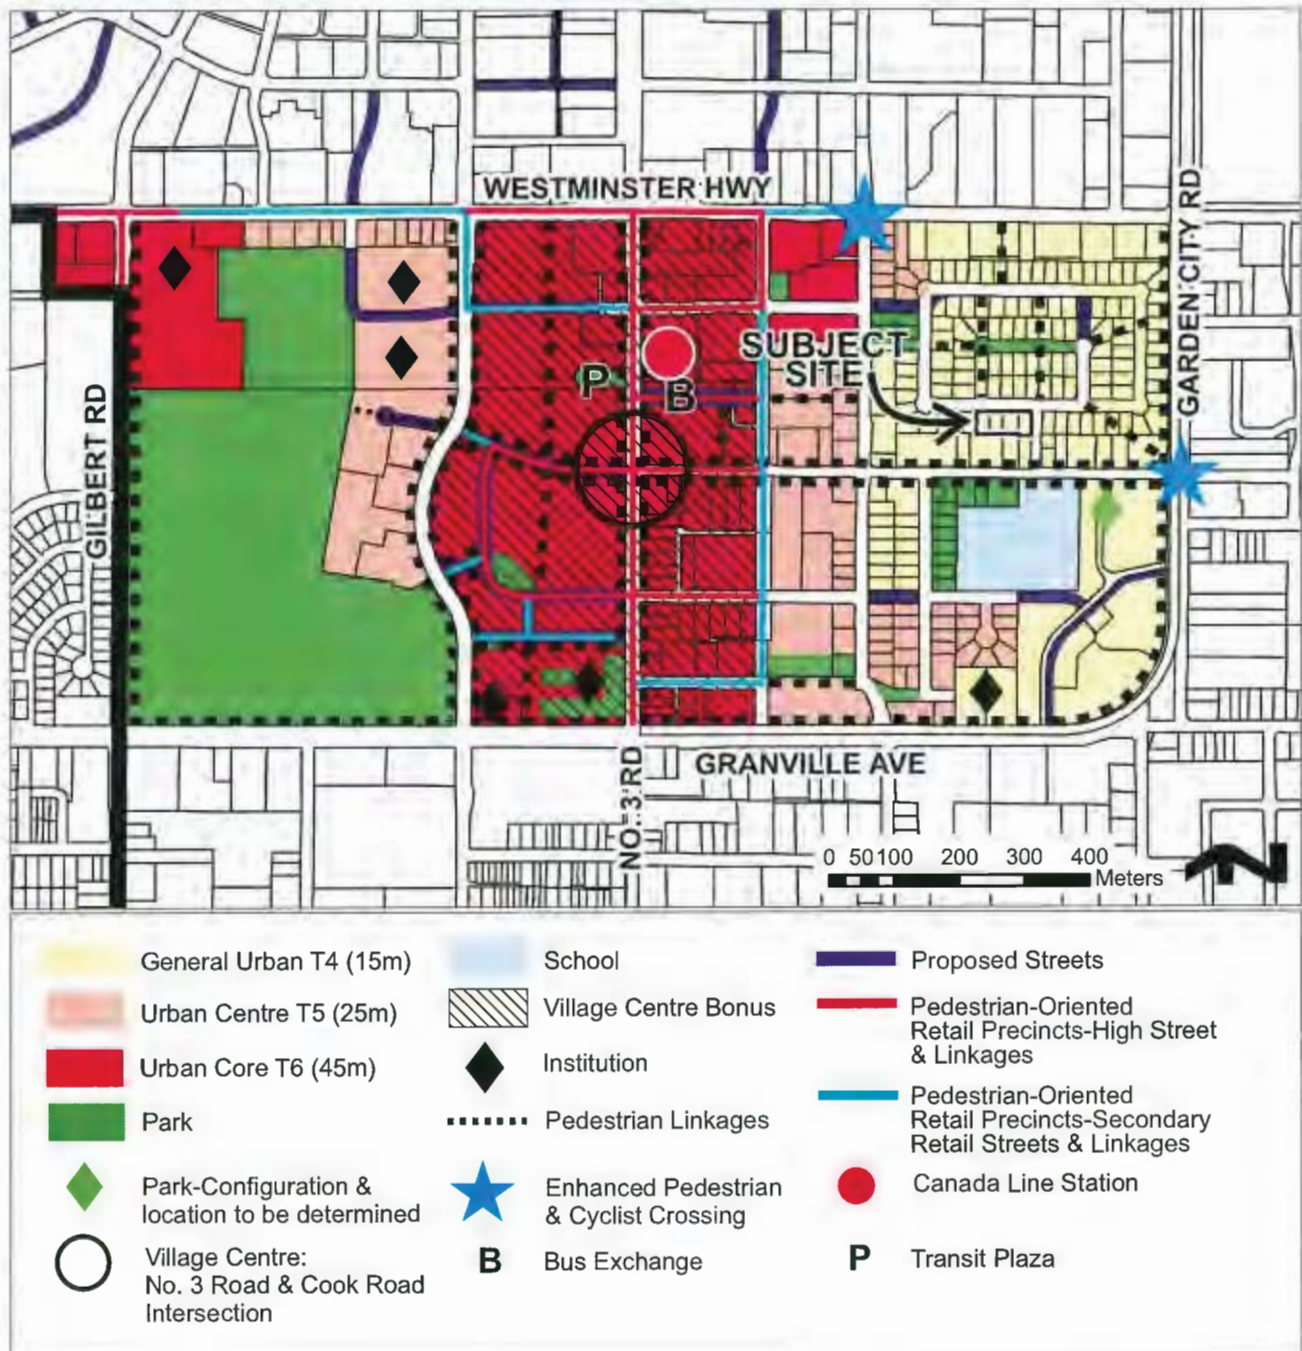 WESTMINSTER HWY
GARDEN CITY RD
SUBJECT
SITE
P
B
GILBERT RD
GRANVILLE AVE
NO. 3 RD
0 50 100 200 300 400
Meters
General Urban T4 (15m)
Urban Centre T5 (25m)
Urban Core T6 (45m)
Park
Park-Configuration &
location to be determined
Village Centre:
No. 3 Road & Cook Road
Intersection
School
Village Centre Bonus
Institution
Pedestrian Linkages
Enhanced Pedestrian
& Cyclist Crossing
B Bus Exchange
Proposed Streets
Pedestrian-Oriented
Retail Precincts-High Street
& Linkages
Pedestrian-Oriented
Retail Precincts-Secondary
Retail Streets & Linkages
Canada Line Station
P Transit Plaza